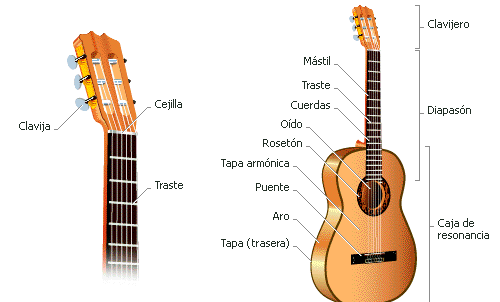 Clavija
Cejilla
Traste
Mástil
Traste
Cuerdas
Oído
Rosetón
Tapa armónica
Puente
Aro
Tapa (trasera)
Clavijero
Diapasón
Caja de
resonancia